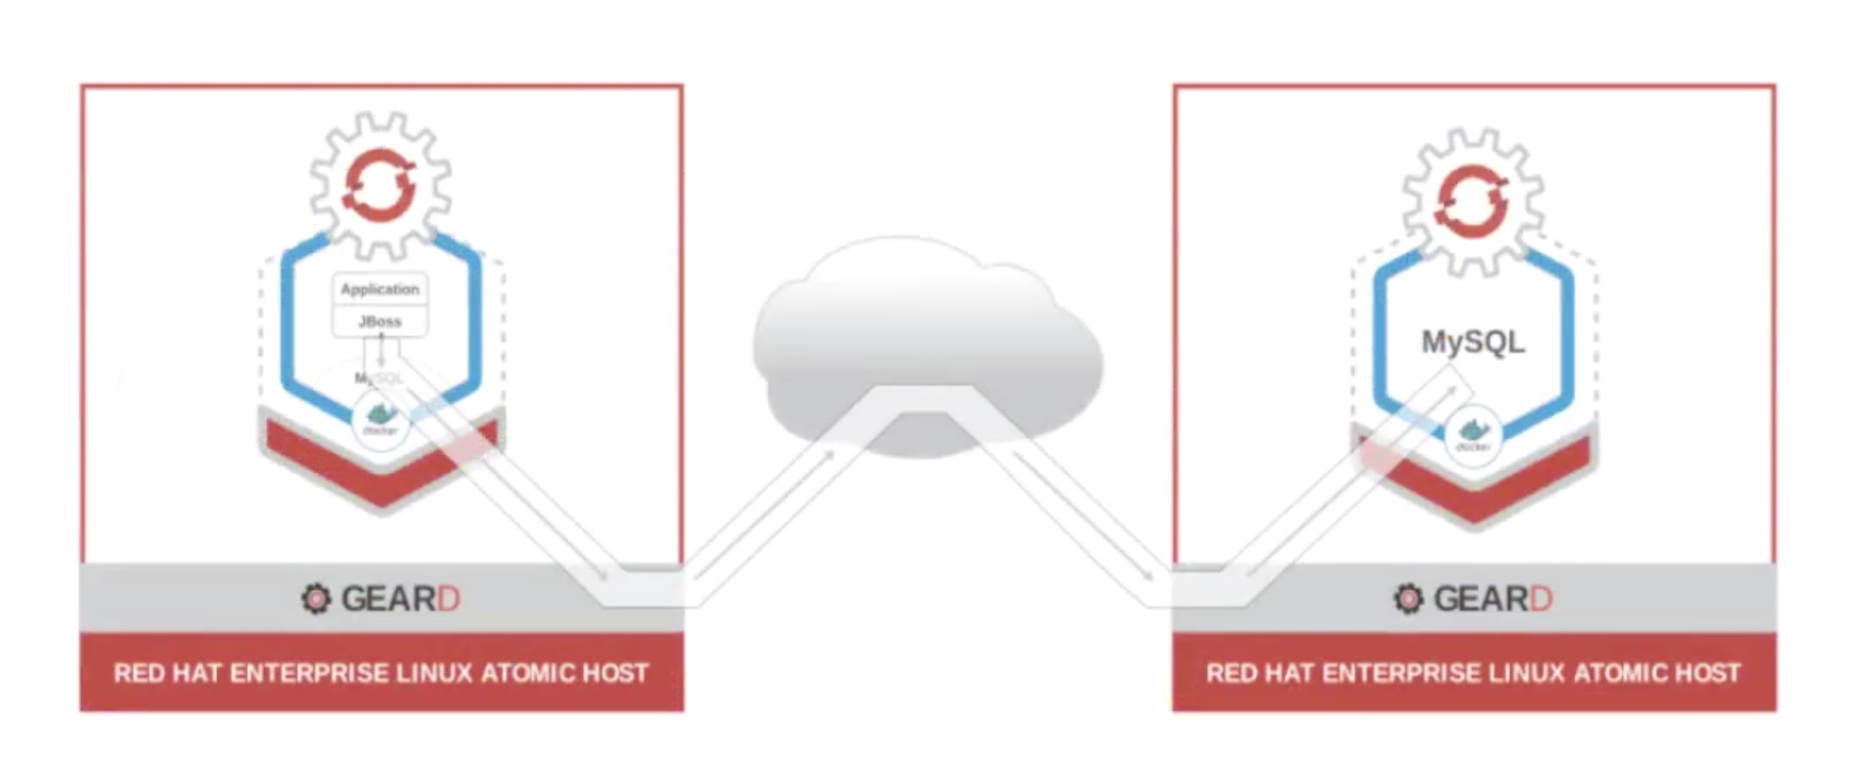 Application
JBoss
MySQL
docker
GEARD
RED HAT ENTERPRISE LINUX ATOMIC HOST
MySQL
docker
GEARD
RED HAT ENTERPRISE LINUX ATOMIC HOST